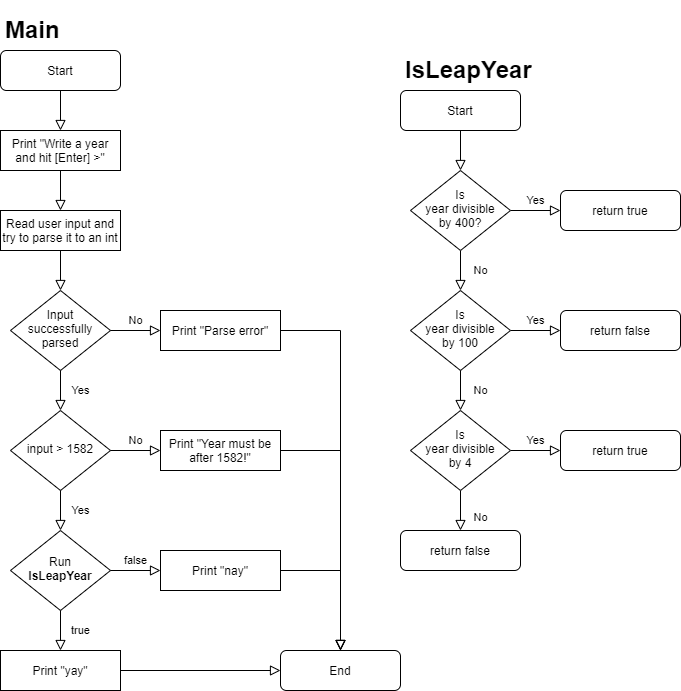 Main
Start
Print "Write a year
and hit [Enter] >"
Read user input and
try to parse it to an int
Input
successfully
parsed
No
Print "Parse error"
Yes
input > 1582
No
Print "Year must be
after 1582!"
Yes
Run
IsLeapYear
false
Print "nay"
true
Print "yay"
End
IsLeapYear
Start
Is
year divisible
by 400?
Yes
return true
No
Is
year divisible
by 100
Yes
return false
No
Is
year divisible
by 4
Yes
return true
No
return false